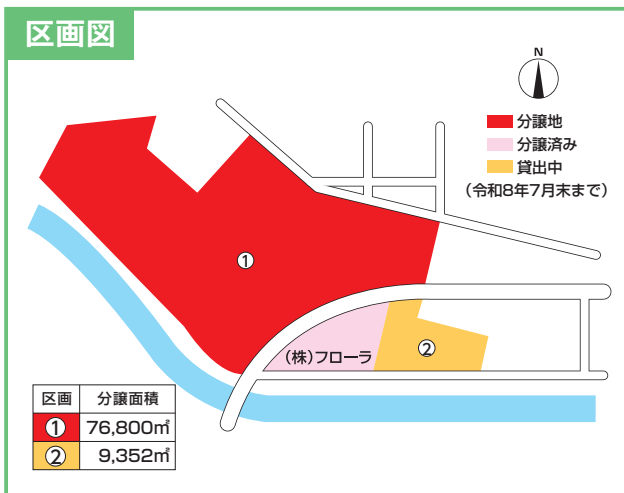 区画図
N
分譲地
分譲済み
貸出中
(令和8年7月末まで)
①
(株)フローラ
②
区画 分譲面積
① 76,800㎡
② 9,352㎡